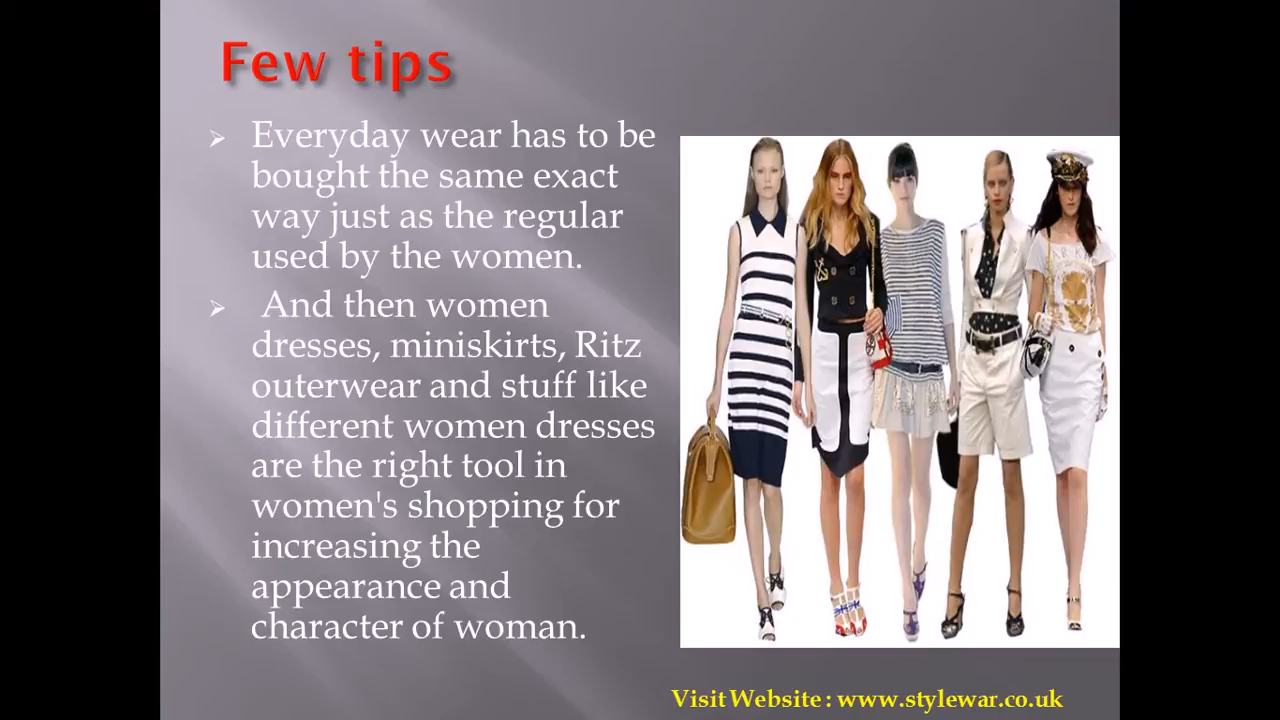 Few tips
Everyday wear has to be
bought the same exact
way just as the regular
used by the women.
And then women
dresses, miniskirts, Ritz
outerwear and stuff like
different women dresses
are the right tool in
women's shopping for
increasing the
appearance and
character of woman.
Visit Website : www.stylewar.co.uk